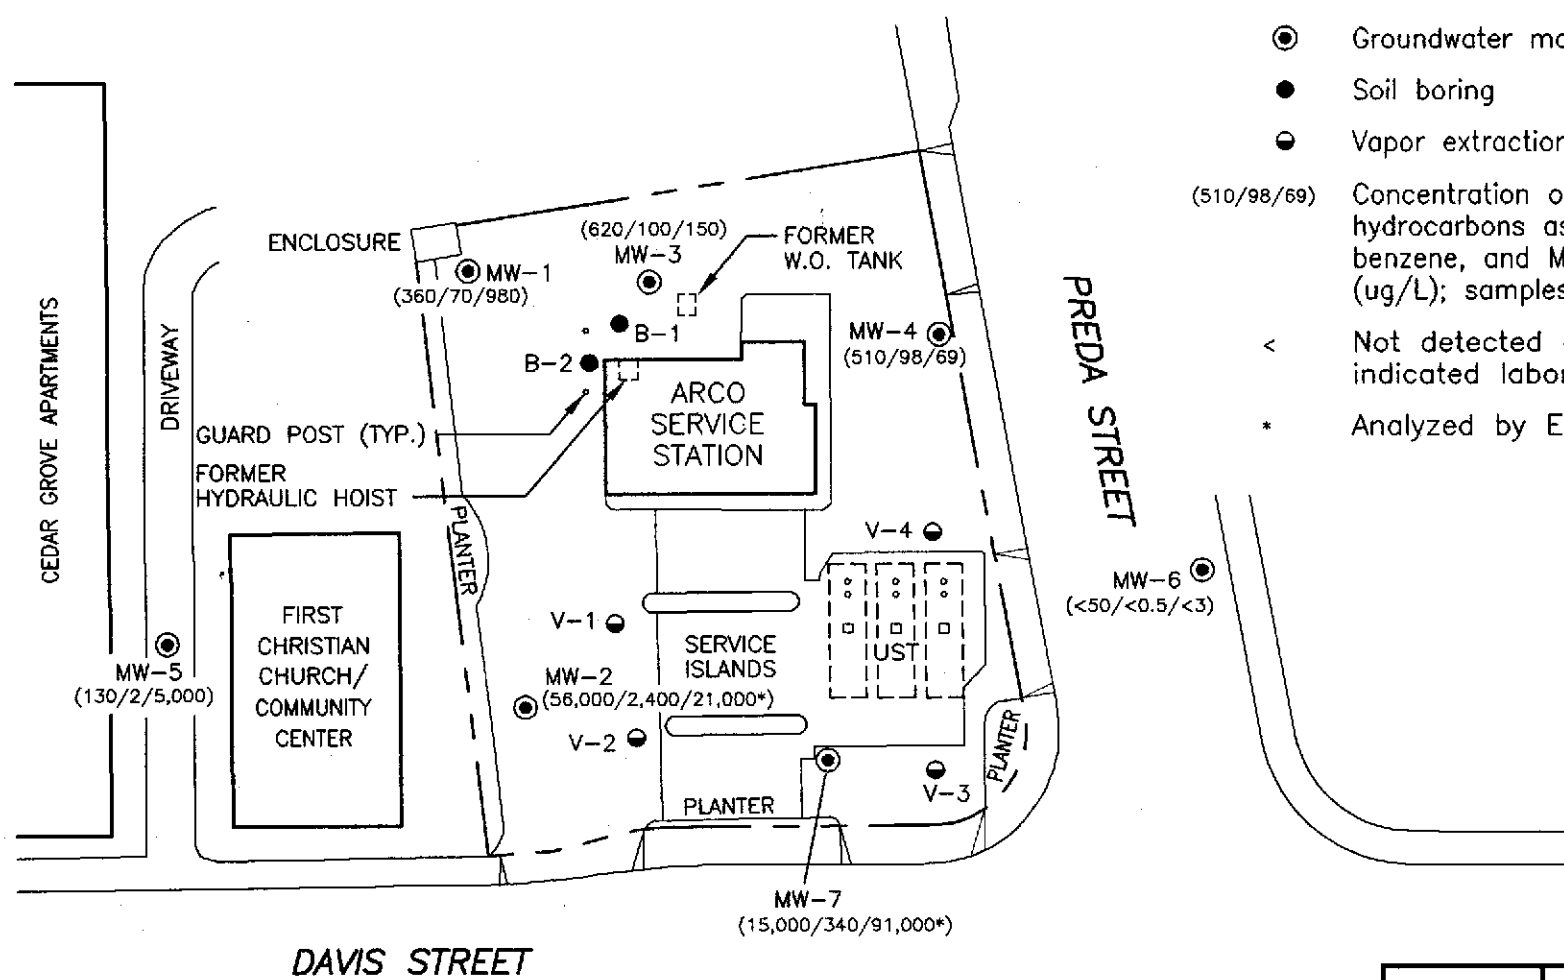 Groundwater mo
Soil boring
Vapor extraction
(510/98/69) Concentration o
hydrocarbons as
benzene, and M
(ug/L); samples
< Not detected
indicated labor
* Analyzed by E
ENCLOSURE
MW-1
(360/70/980)
(620/100/150)
MW-3
FORMER
W.O. TANK
B-1
B-2
MW-4
(510/98/69)
ARCO
SERVICE
STATION
GUARD POST (TYP.)
FORMER
HYDRAULIC HOIST
CEDAR GROVE APARTMENTS
DRIVEWAY
PLANTER
PREDA STREET
V-4
MW-6
(<50/<0.5/<3)
FIRST
CHRISTIAN
CHURCH/
COMMUNITY
CENTER
V-1
SERVICE
ISLANDS
UST
MW-5
(130/2/5,000)
MW-2
(56,000/2,400/21,000*)
V-2
PLANTER
V-3
PLANTER
MW-7
(15,000/340/91,000*)
DAVIS STREET